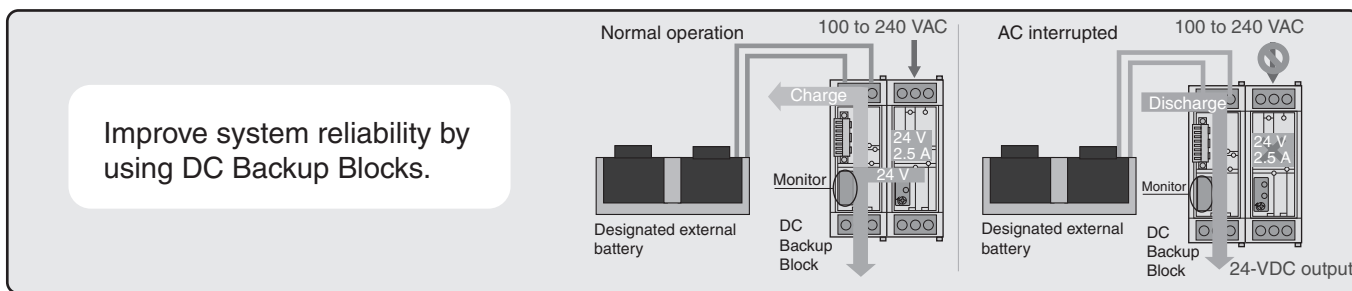 Improve system reliability by
using DC Backup Blocks.
Normal operation
100 to 240 VAC
Charge
24 V
2.5 A
24 V
Monitor
Designated external
battery
DC
Backup
Block
AC interrupted
100 to 240 VAC
Discharge
24 V
2.5 A
Monitor
Designated external
battery
DC
Backup
Block
24-VDC output